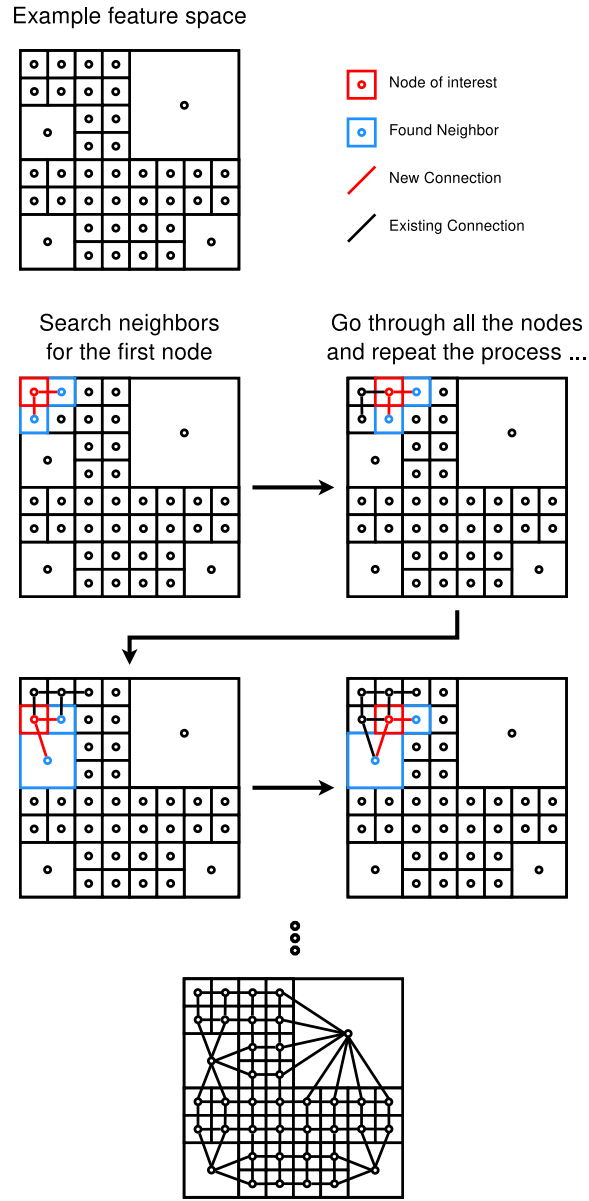 Example feature space
Node of interest
Found Neighbor
New Connection
Existing Connection
Search neighbors
for the first node
Go through all the nodes
and repeat the process ...